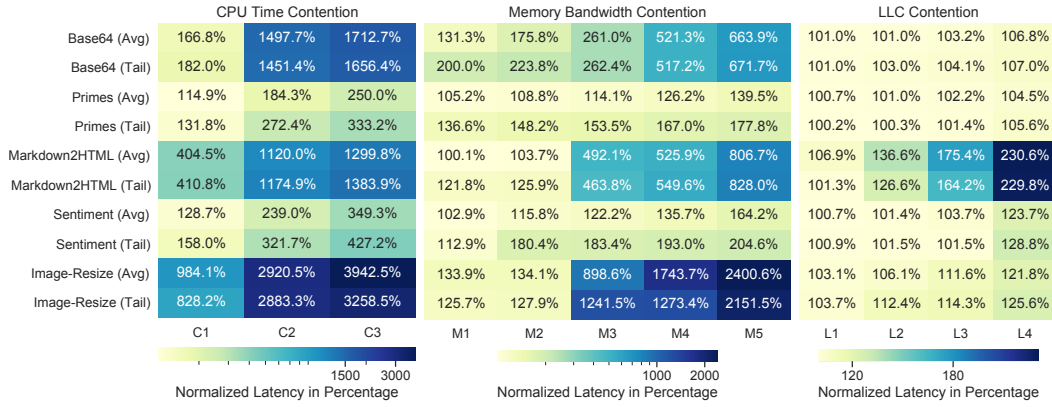 CPU Time Contention Memory Bandwidth Contention LLC Contention
Base64 (Avg) 166.8% 1497.7% 1712.7% 131.3% 175.8% 261.0% 521.3% 663.9% 101.0% 101.0% 103.2% 106.8%
Base64 (Tail) 182.0% 1451.4% 1656.4% 200.0% 223.8% 262.4% 517.2% 671.7% 101.0% 103.0% 104.1% 107.0%
Primes (Avg) 114.9% 184.3% 250.0% 105.2% 108.8% 114.1% 126.2% 139.5% 100.7% 101.0% 102.2% 104.5%
Primes (Tail) 131.8% 272.4% 333.2% 136.6% 148.2% 153.5% 167.0% 177.8% 100.2% 100.3% 101.4% 105.6%
Markdown2HTML (Avg) 404.5% 1120.0% 1299.8% 100.1% 103.7% 492.1% 525.9% 806.7% 106.9% 136.6% 175.4% 230.6%
Markdown2HTML (Tail) 410.8% 1174.9% 1383.9% 121.8% 125.9% 463.8% 549.6% 828.0% 101.3% 126.6% 164.2% 229.8%
Sentiment (Avg) 128.7% 239.0% 349.3% 102.9% 115.8% 122.2% 135.7% 164.2% 100.7% 101.4% 103.7% 123.7%
Sentiment (Tail) 158.0% 321.7% 427.2% 112.9% 180.4% 183.4% 193.0% 204.6% 100.9% 101.5% 101.5% 128.8%
Image-Resize (Avg) 984.1% 2920.5% 3942.5% 133.9% 134.1% 898.6% 1743.7% 2400.6% 103.1% 106.1% 111.6% 121.8%
Image-Resize (Tail) 828.2% 2883.3% 3258.5% 125.7% 127.9% 1241.5% 1273.4% 2151.5% 103.7% 112.4% 114.3% 125.6%
C1 C2 C3 M1 M2 M3 M4 M5 L1 L2 L3 L4
1500 3000 1000 2000 120 180
Normalized Latency in Percentage Normalized Latency in Percentage Normalized Latency in Percentage